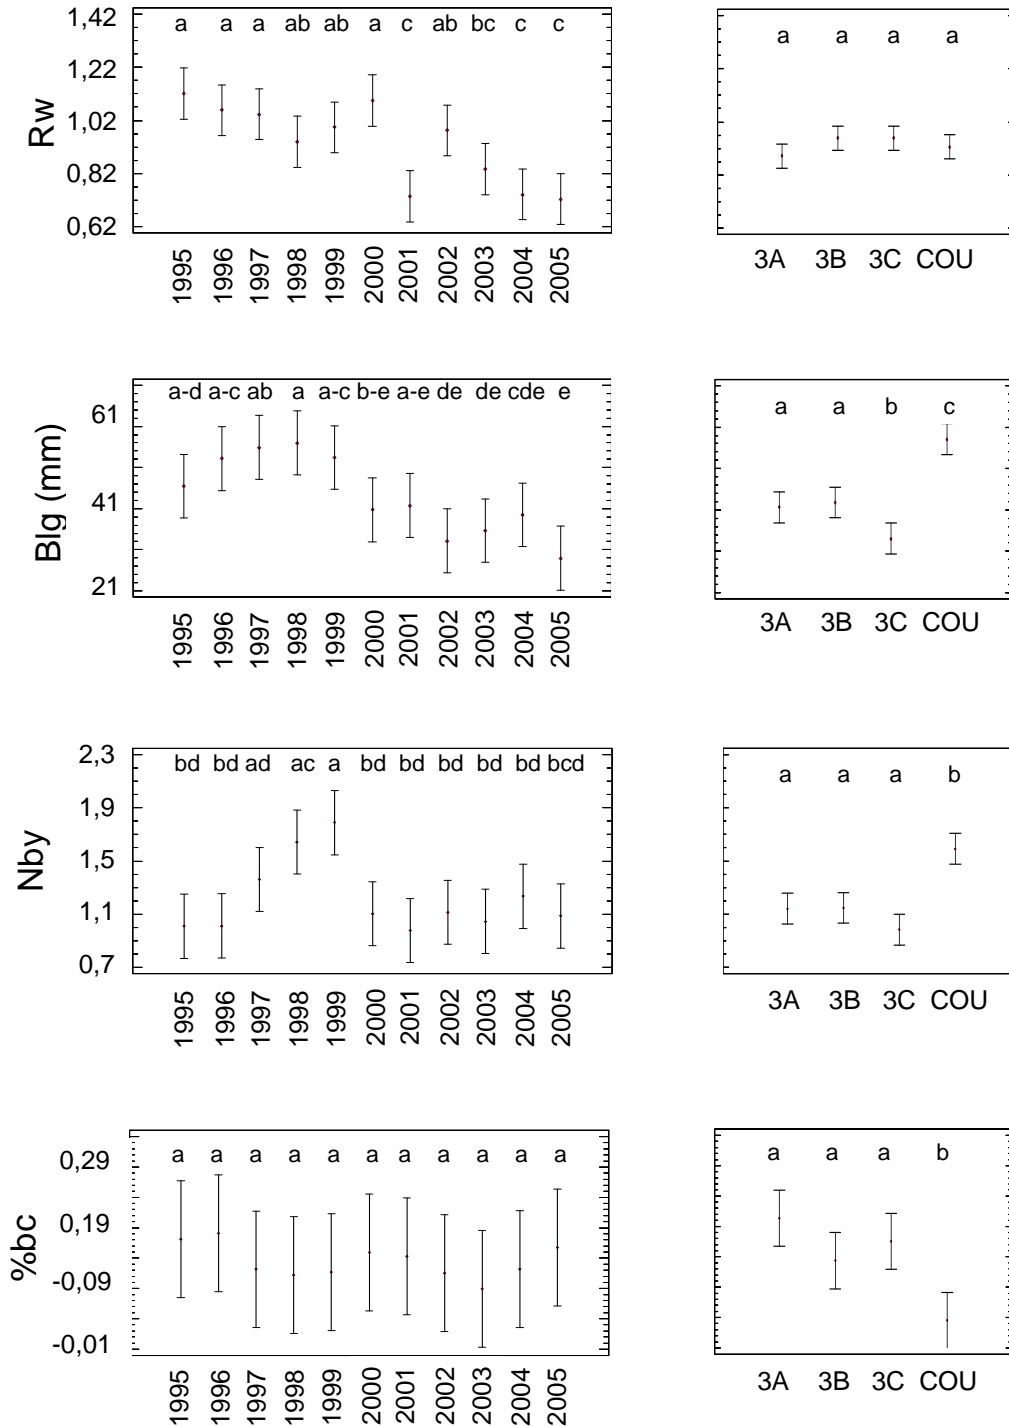 1,42
1,22
1,02
0,82
0,62
Rw
a a a ab ab a c ab bc c c
1995 1996 1997 1998 1999 2000 2001 2002 2003 2004 2005
a a a a
3A 3B 3C COU
61
41
21
Blg (mm)
a-d a-c ab a a-c b-e a-e de de cde e
1995 1996 1997 1998 1999 2000 2001 2002 2003 2004 2005
a a b c
3A 3B 3C COU
2,3
1,9
1,5
1,1
0,7
Nby
bd bd ad ac a bd bd bd bd bd bcd
1995 1996 1997 1998 1999 2000 2001 2002 2003 2004 2005
a a a b
3A 3B 3C COU
0,29
0,19
-0,09
-0,01
%bc
a a a a a a a a a a a
1995 1996 1997 1998 1999 2000 2001 2002 2003 2004 2005
a a a b
3A 3B 3C COU